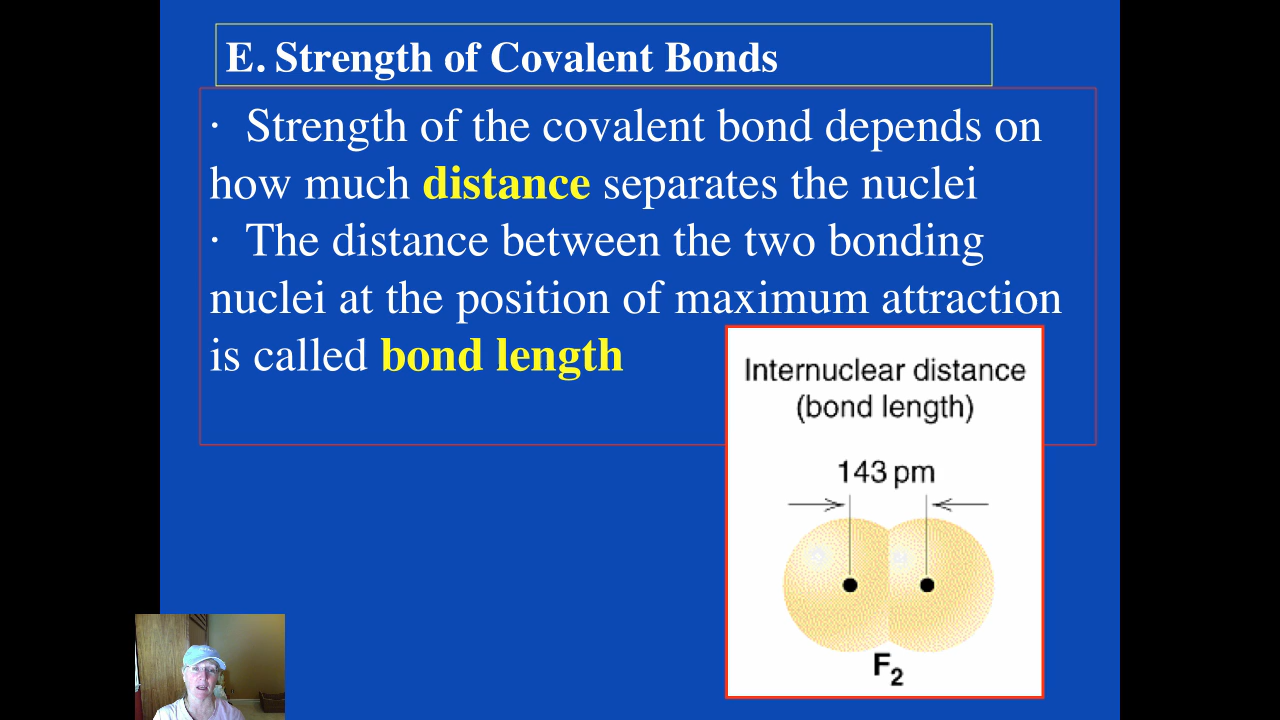 E. Strength of Covalent Bonds
· Strength of the covalent bond depends on
how much distance separates the nuclei
· The distance between the two bonding
nuclei at the position of maximum attraction
is called bond length
Internuclear distance
(bond length)
143 pm
F₂